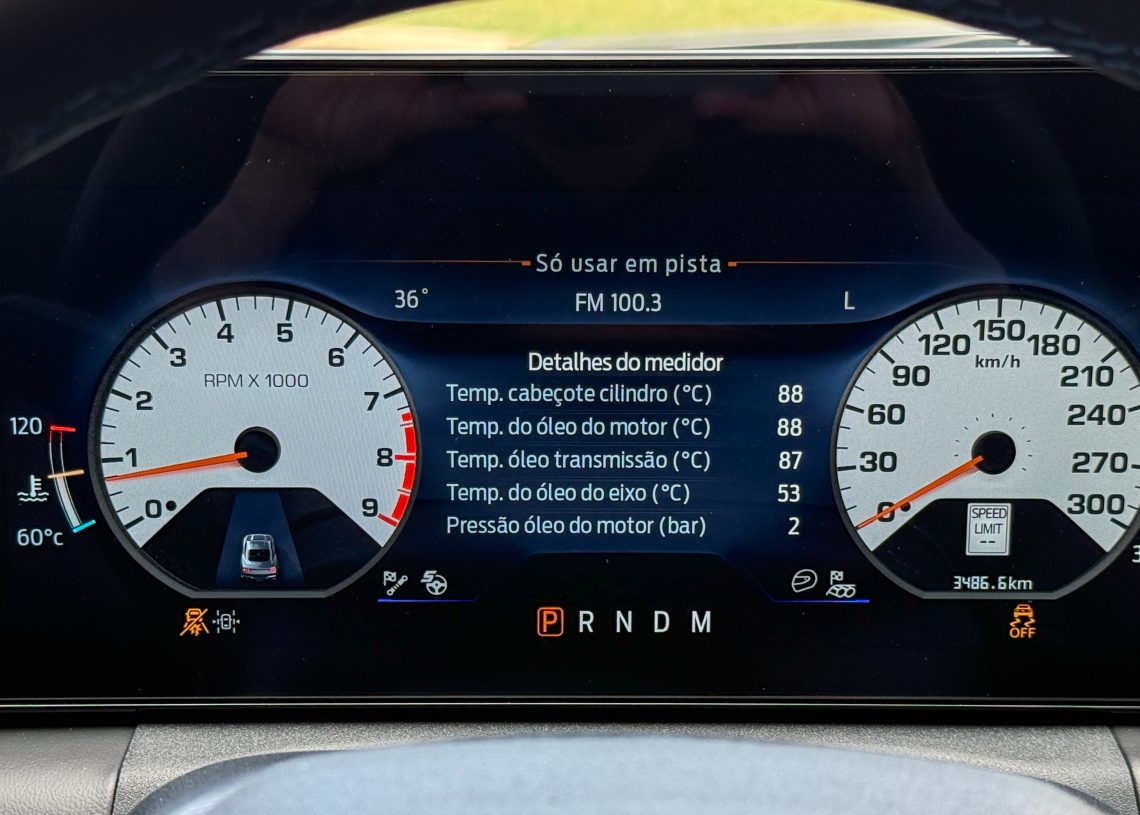 Só usar em pista
36°
FM 100.3
L
Detalhes do medidor
Temp. cabeçote cilindro (°C) 88
Temp. do óleo do motor (°C) 88
Temp. óleo transmissão (°C) 87
Temp. do óleo do eixo (°C) 53
Pressão óleo do motor (bar) 2
120
60°c
RPM X 1000
0
1
2
3
4
5
6
7
8
9
km/h
0
30
60
90
120
150
180
210
240
270
300
SPEED
LIMIT
--
3486.6km
P R N D M
OFF